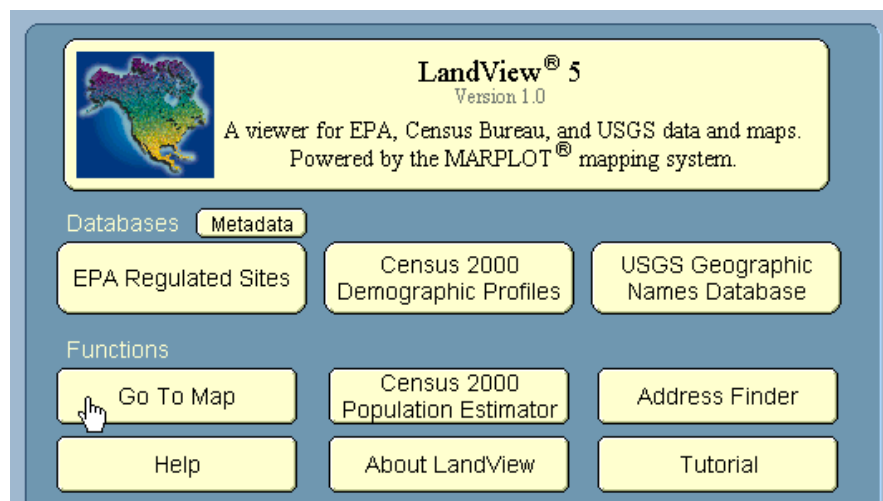 LandView® 5
Version 1.0
A viewer for EPA, Census Bureau, and USGS data and maps.
Powered by the MARPLOT® mapping system.
Databases Metadata
EPA Regulated Sites
Census 2000
Demographic Profiles
USGS Geographic
Names Database
Functions
Go To Map
Census 2000
Population Estimator
Address Finder
Help
About LandView
Tutorial